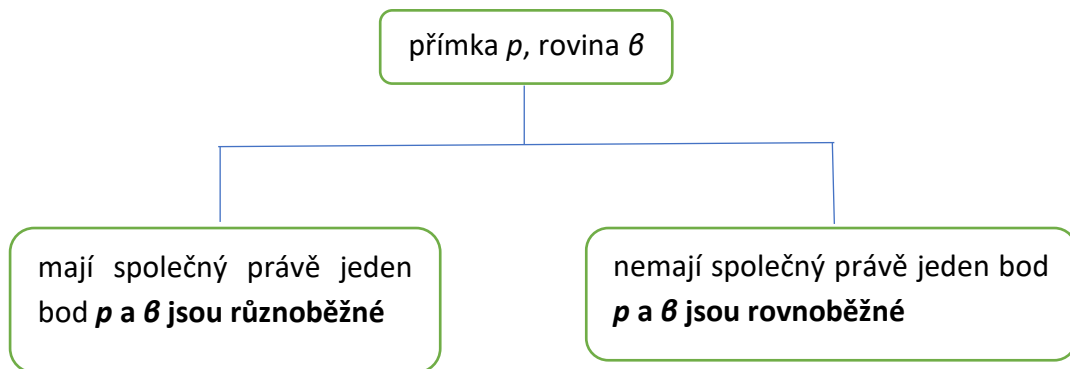 přímka p, rovina β
mají společný právě jeden
bod p a β jsou různoběžné
nemají společný právě jeden bod
p a β jsou rovnoběžné